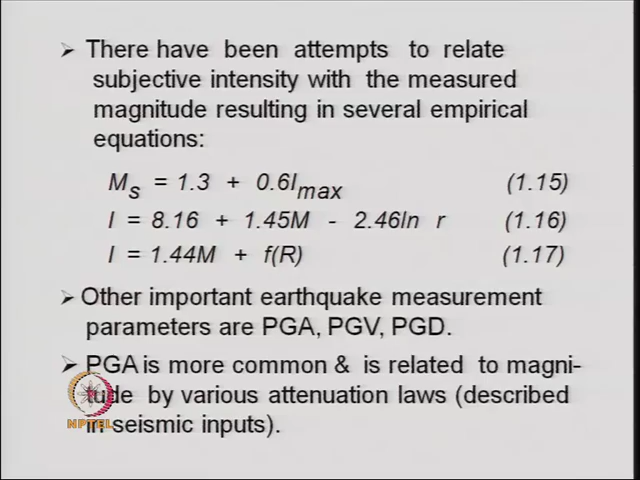 ➢ There have been attempts to relate
subjective intensity with the measured
magnitude resulting in several empirical
equations:
Ms = 1.3 + 0.6Imax (1.15)
I = 8.16 + 1.45M - 2.46ln r (1.16)
I = 1.44M + f(R) (1.17)
➢ Other important earthquake measurement
parameters are PGA, PGV, PGD.
➢ PGA is more common & is related to magni-
tude by various attenuation laws (described
in seismic inputs).
NPTEL